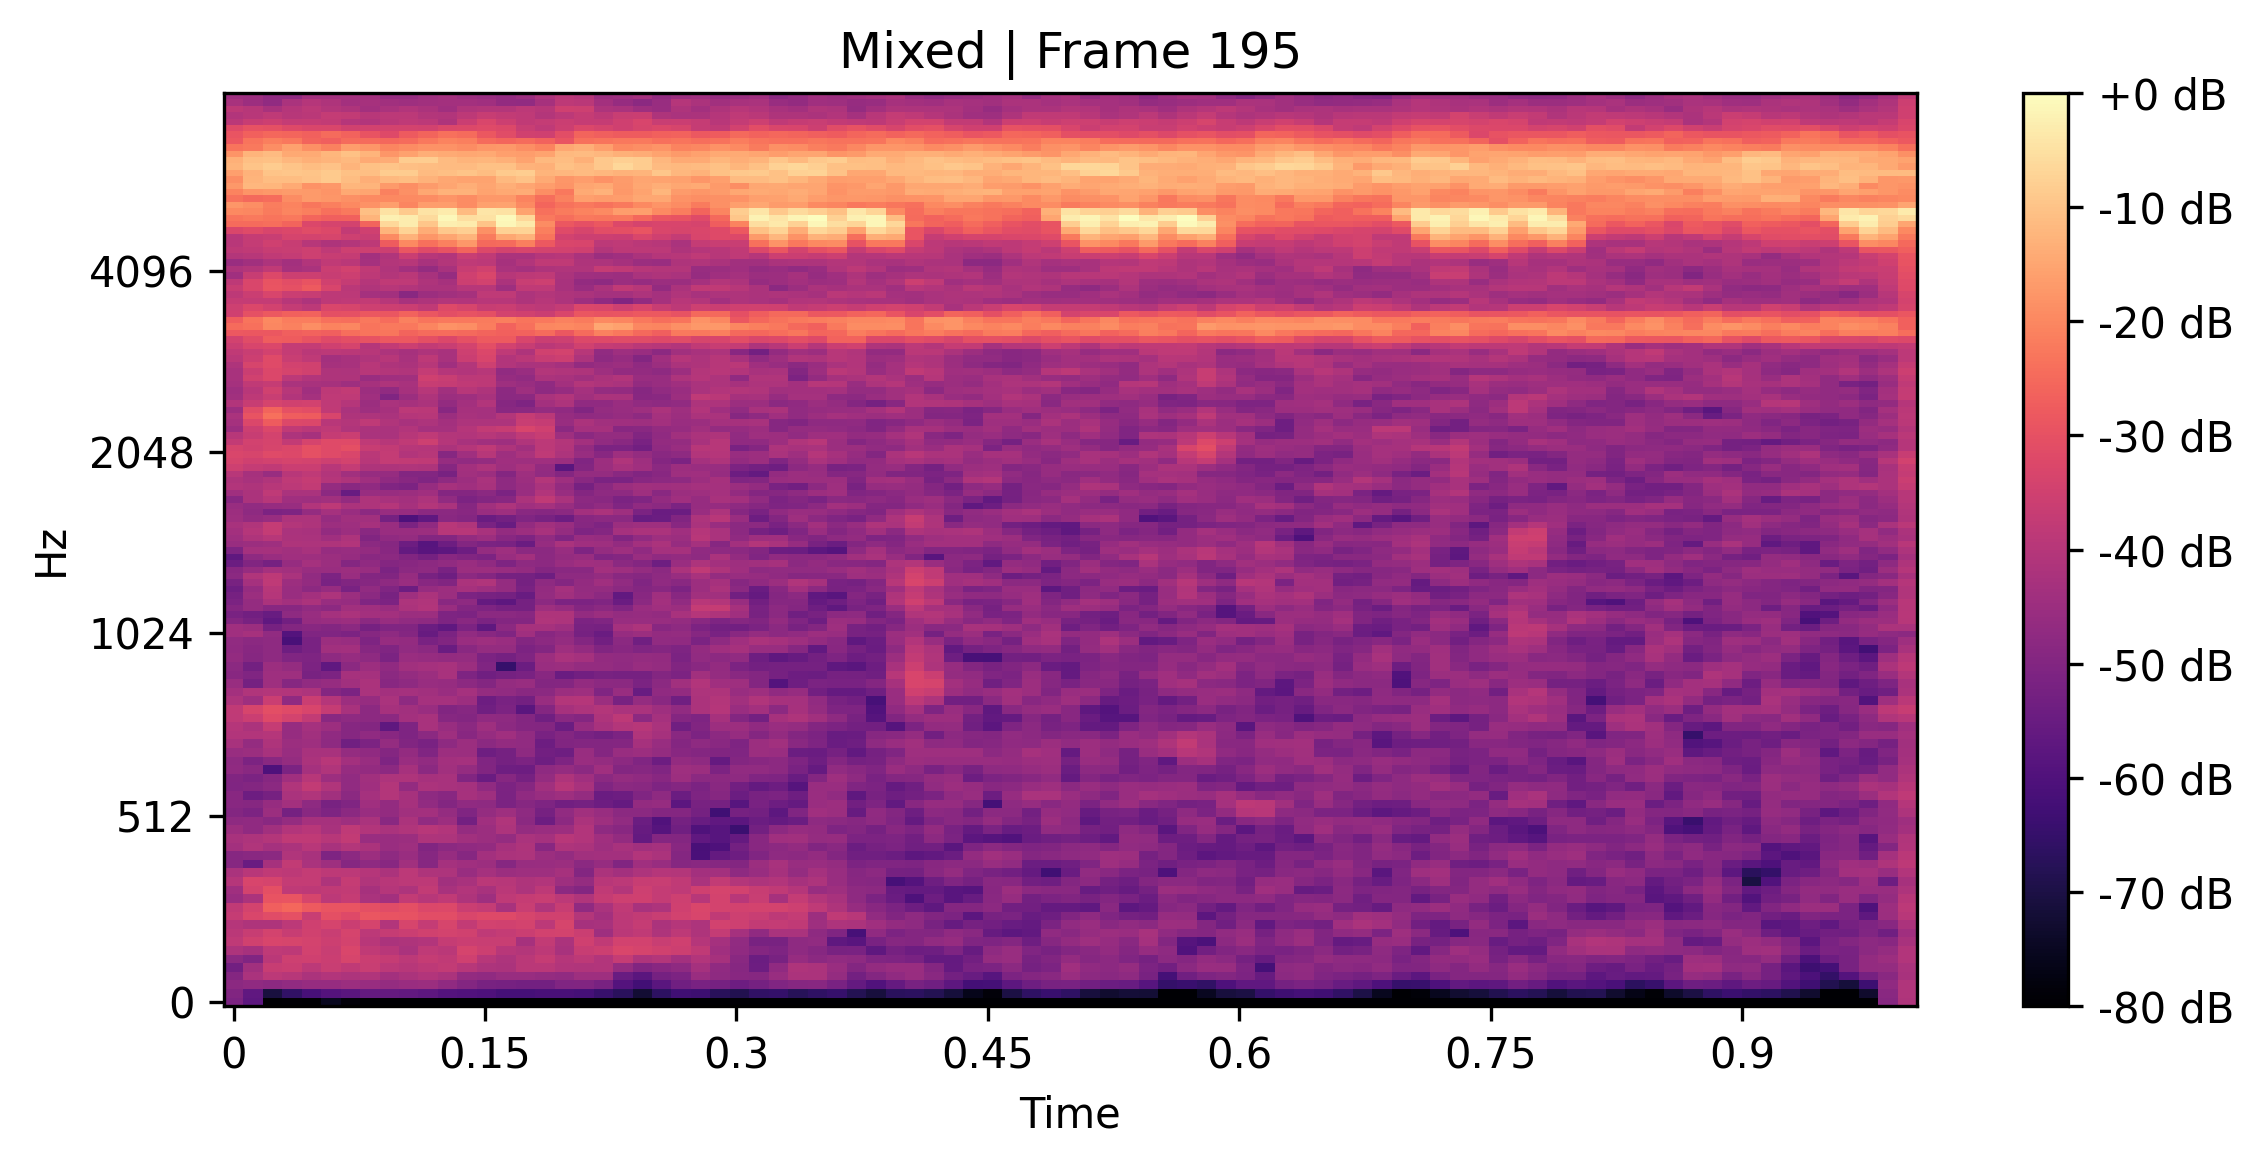 Mixed | Frame 195
Hz
4096
2048
1024
512
0
0 0.15 0.3 0.45 0.6 0.75 0.9
Time
+0 dB
-10 dB
-20 dB
-30 dB
-40 dB
-50 dB
-60 dB
-70 dB
-80 dB